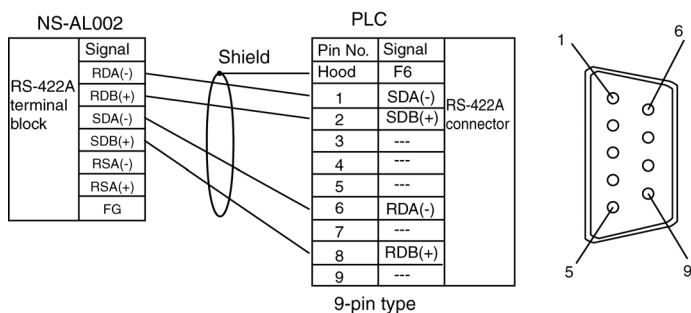 NS-AL002
RS-422A
terminal
block
Signal
RDA(-)
RDB(+)
SDA(-)
SDB(+)
RSA(-)
RSA(+)
FG
Shield
PLC
Pin No. Signal
Hood F6
1 SDA(-)
2 SDB(+)
3 ---
4 ---
5 ---
6 RDA(-)
7 ---
8 RDB(+)
9 ---
RS-422A
connector
9-pin type
1
6
5
9